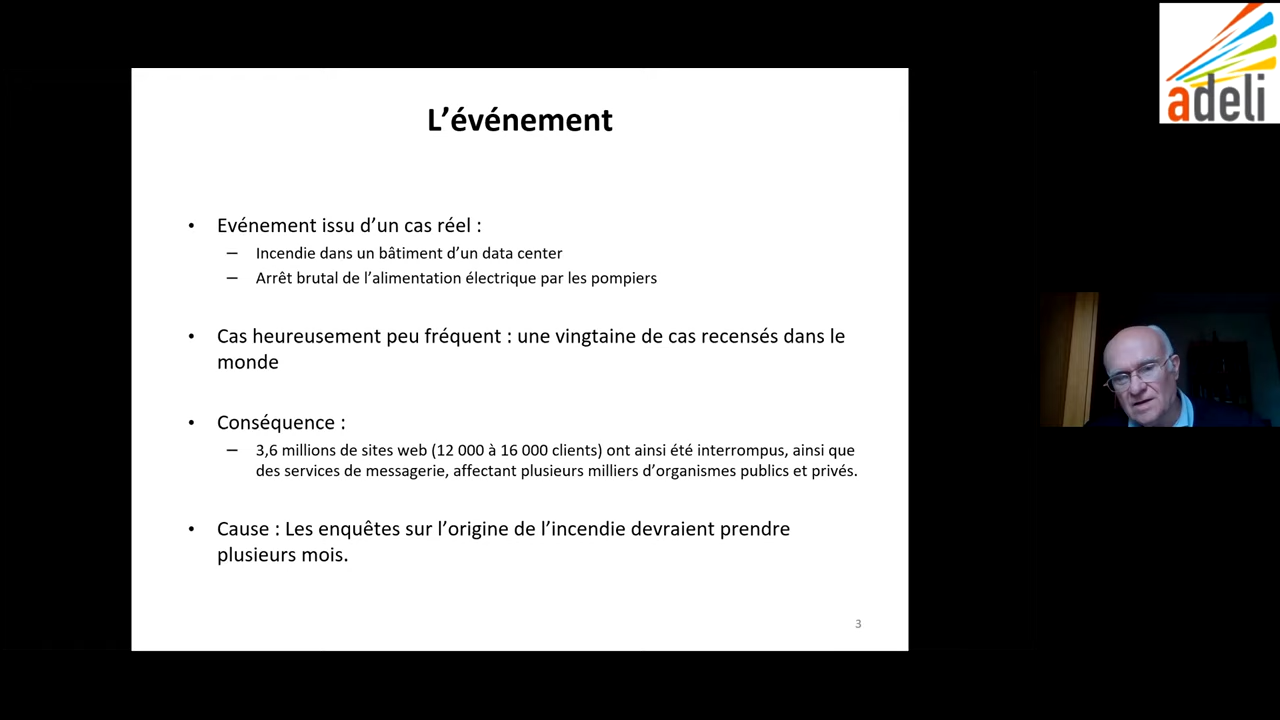 adeli
L’événement
• Evénement issu d’un cas réel :
– Incendie dans un bâtiment d’un data center
– Arrêt brutal de l’alimentation électrique par les pompiers
• Cas heureusement peu fréquent : une vingtaine de cas recensés dans le
monde
• Conséquence :
– 3,6 millions de sites web (12 000 à 16 000 clients) ont ainsi été interrompus, ainsi que
des services de messagerie, affectant plusieurs milliers d’organismes publics et privés.
• Cause : Les enquêtes sur l’origine de l’incendie devraient prendre
plusieurs mois.
3